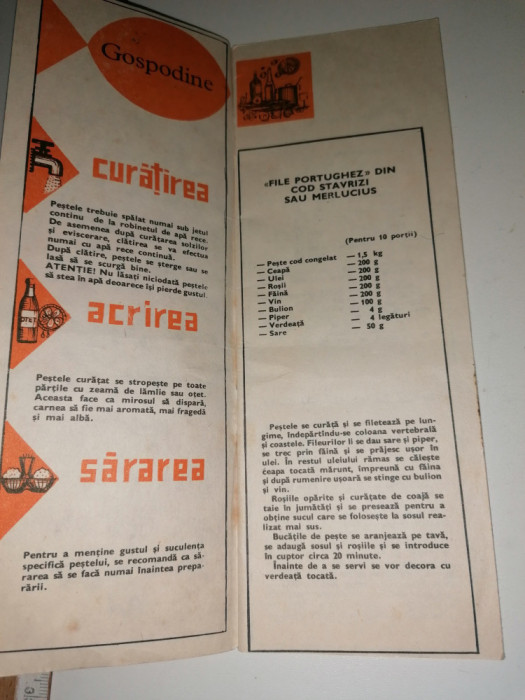 Gospodine
curățirea
Peștele trebuie spălat numai sub jetul
continu de la robinetul de apă rece.
De asemenea după curățarea solzilor
și eviscerare, clătirea se va efectua
numai cu apă rece continuă.
După clătire, peștele se șterge sau se
lasă să se scurgă bine.
ATENȚIE! Nu lăsați niciodată peștele
să stea în apă deoarece își pierde gustul.
OȚET
acrirea
Peștele curățat se stropește pe toate
părțile cu zeamă de lămîie sau oțet.
Aceasta face ca mirosul să dispară,
carnea să fie mai aromată, mai fragedă
și mai albă.
sărarea
Pentru a menține gustul și suculența
specifică peștelui, se recomandă ca să-
rarea să se facă numai înaintea prepa-
rării.
«FILE PORTUGHEZ» DIN
COD STAVRIZI
SAU MERLUCIUS
(Pentru 10 porții)
— Pește cod congelat — 1,5 kg
— Ceapă — 200 g
— Ulei — 200 g
— Roșii — 200 g
— Făină — 200 g
— Vin — 200 g
— Bulion — 100 g
— Piper — 4 g
— Verdeață — 4 legături
— Sare — 50 g
Peștele se curăță și se filetează pe lun-
gime, îndepărtîndu-se coloana vertebrală
și coastele. Fileurilor li se dau sare și piper,
se trec prin făină și se prăjesc ușor în
ulei. În restul uleiului rămas se călește
ceapa tocată mărunt, împreună cu făina
și după rumenire ușoară se stinge cu bulion
și vin.
Roșiile opărite și curățate de coajă se
taie în jumătăți și se presează pentru a
obține sucul care se folosește la sosul rea-
lizat mai sus.
Bucățile de pește se aranjează pe tavă,
se adaugă sosul și roșiile și se introduce
în cuptor circa 20 minute.
Înainte de a se servi se vor decora cu
verdeață tocată.